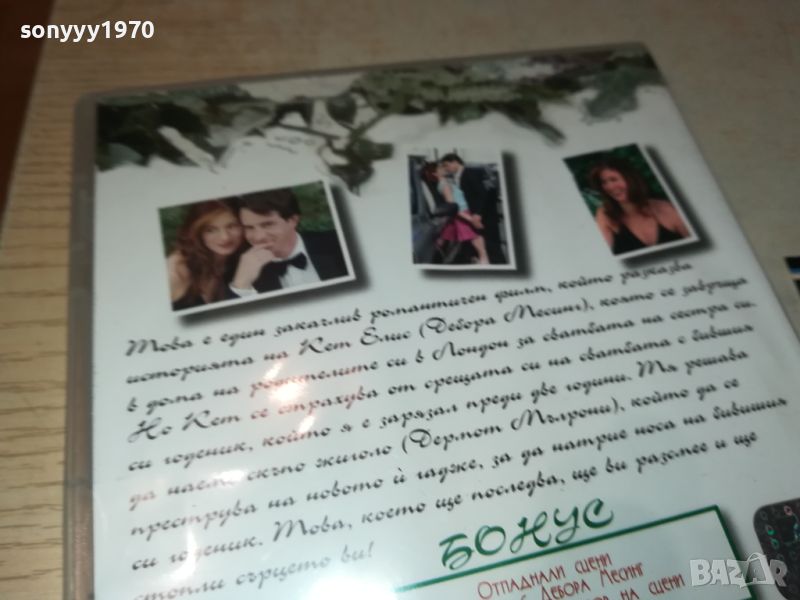 sonyyy1970
Това е един закачлив романтичен филм, който разказва
историята на Кет Елис (Дебора Месинг), която се завръща
в дома на родителите си в Лондон за сватбата на сестра си.
Но Кет се страхува от срещата си на сватбата с бившия
си годеник, който я е зарязал преди две години. Тя решава
да наеме скъпо жиголо (Дермот Мълрони), който да се
преструва на новото ѝ гадже, за да натрие носа на бившия
си годеник. Това, което ще последва, ще ви разсмее и ще
стопли сърцето ви!
БОНУС
ОТПАДНАЛИ СЦЕНИ
ДЕБОРА МЕСИНГ
НА СЦЕНИ
BAZAR